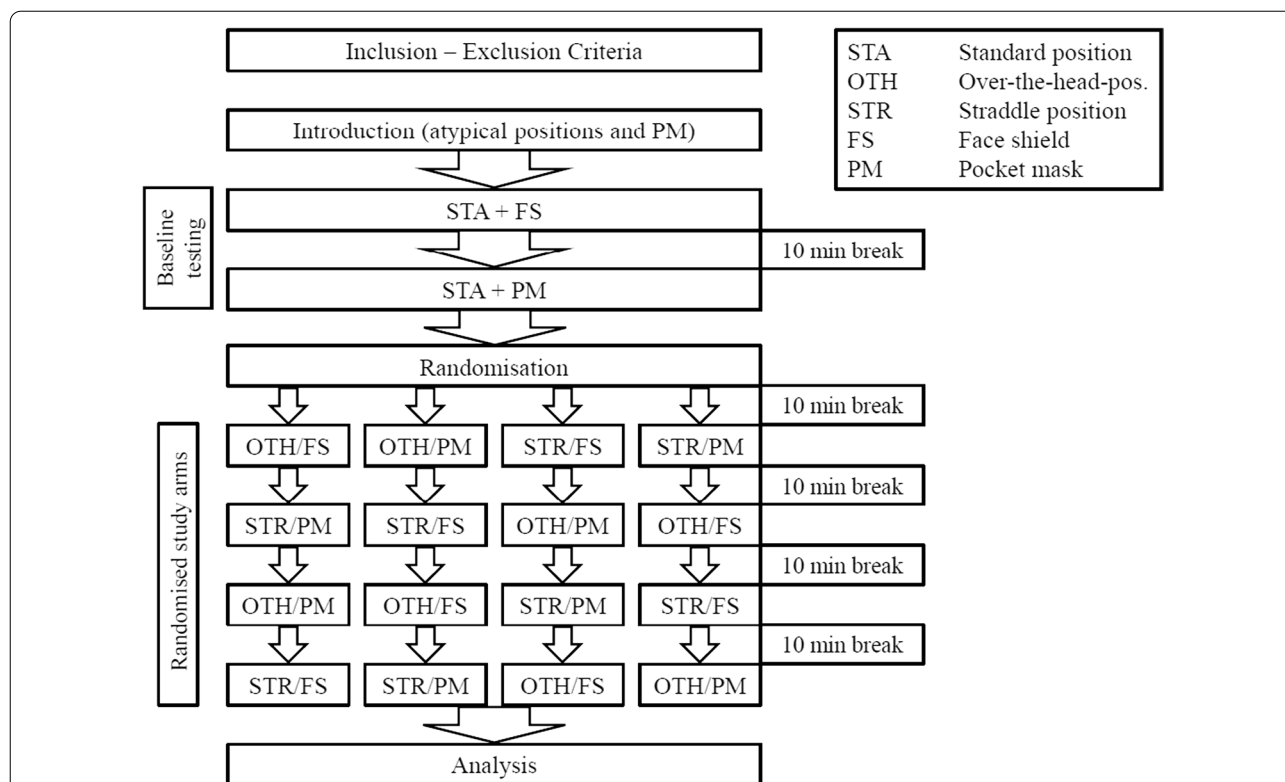 Inclusion – Exclusion Criteria
STA Standard position
OTH Over-the-head-pos.
STR Straddle position
FS Face shield
PM Pocket mask
Introduction (atypical positions and PM)
Baseline
testing
STA + FS
10 min break
STA + PM
Randomisation
10 min break
Randomised study arms
OTH/FS OTH/PM STR/FS STR/PM
10 min break
STR/PM STR/FS OTH/PM OTH/FS
10 min break
OTH/PM OTH/FS STR/PM STR/FS
10 min break
STR/FS STR/PM OTH/FS OTH/PM
Analysis